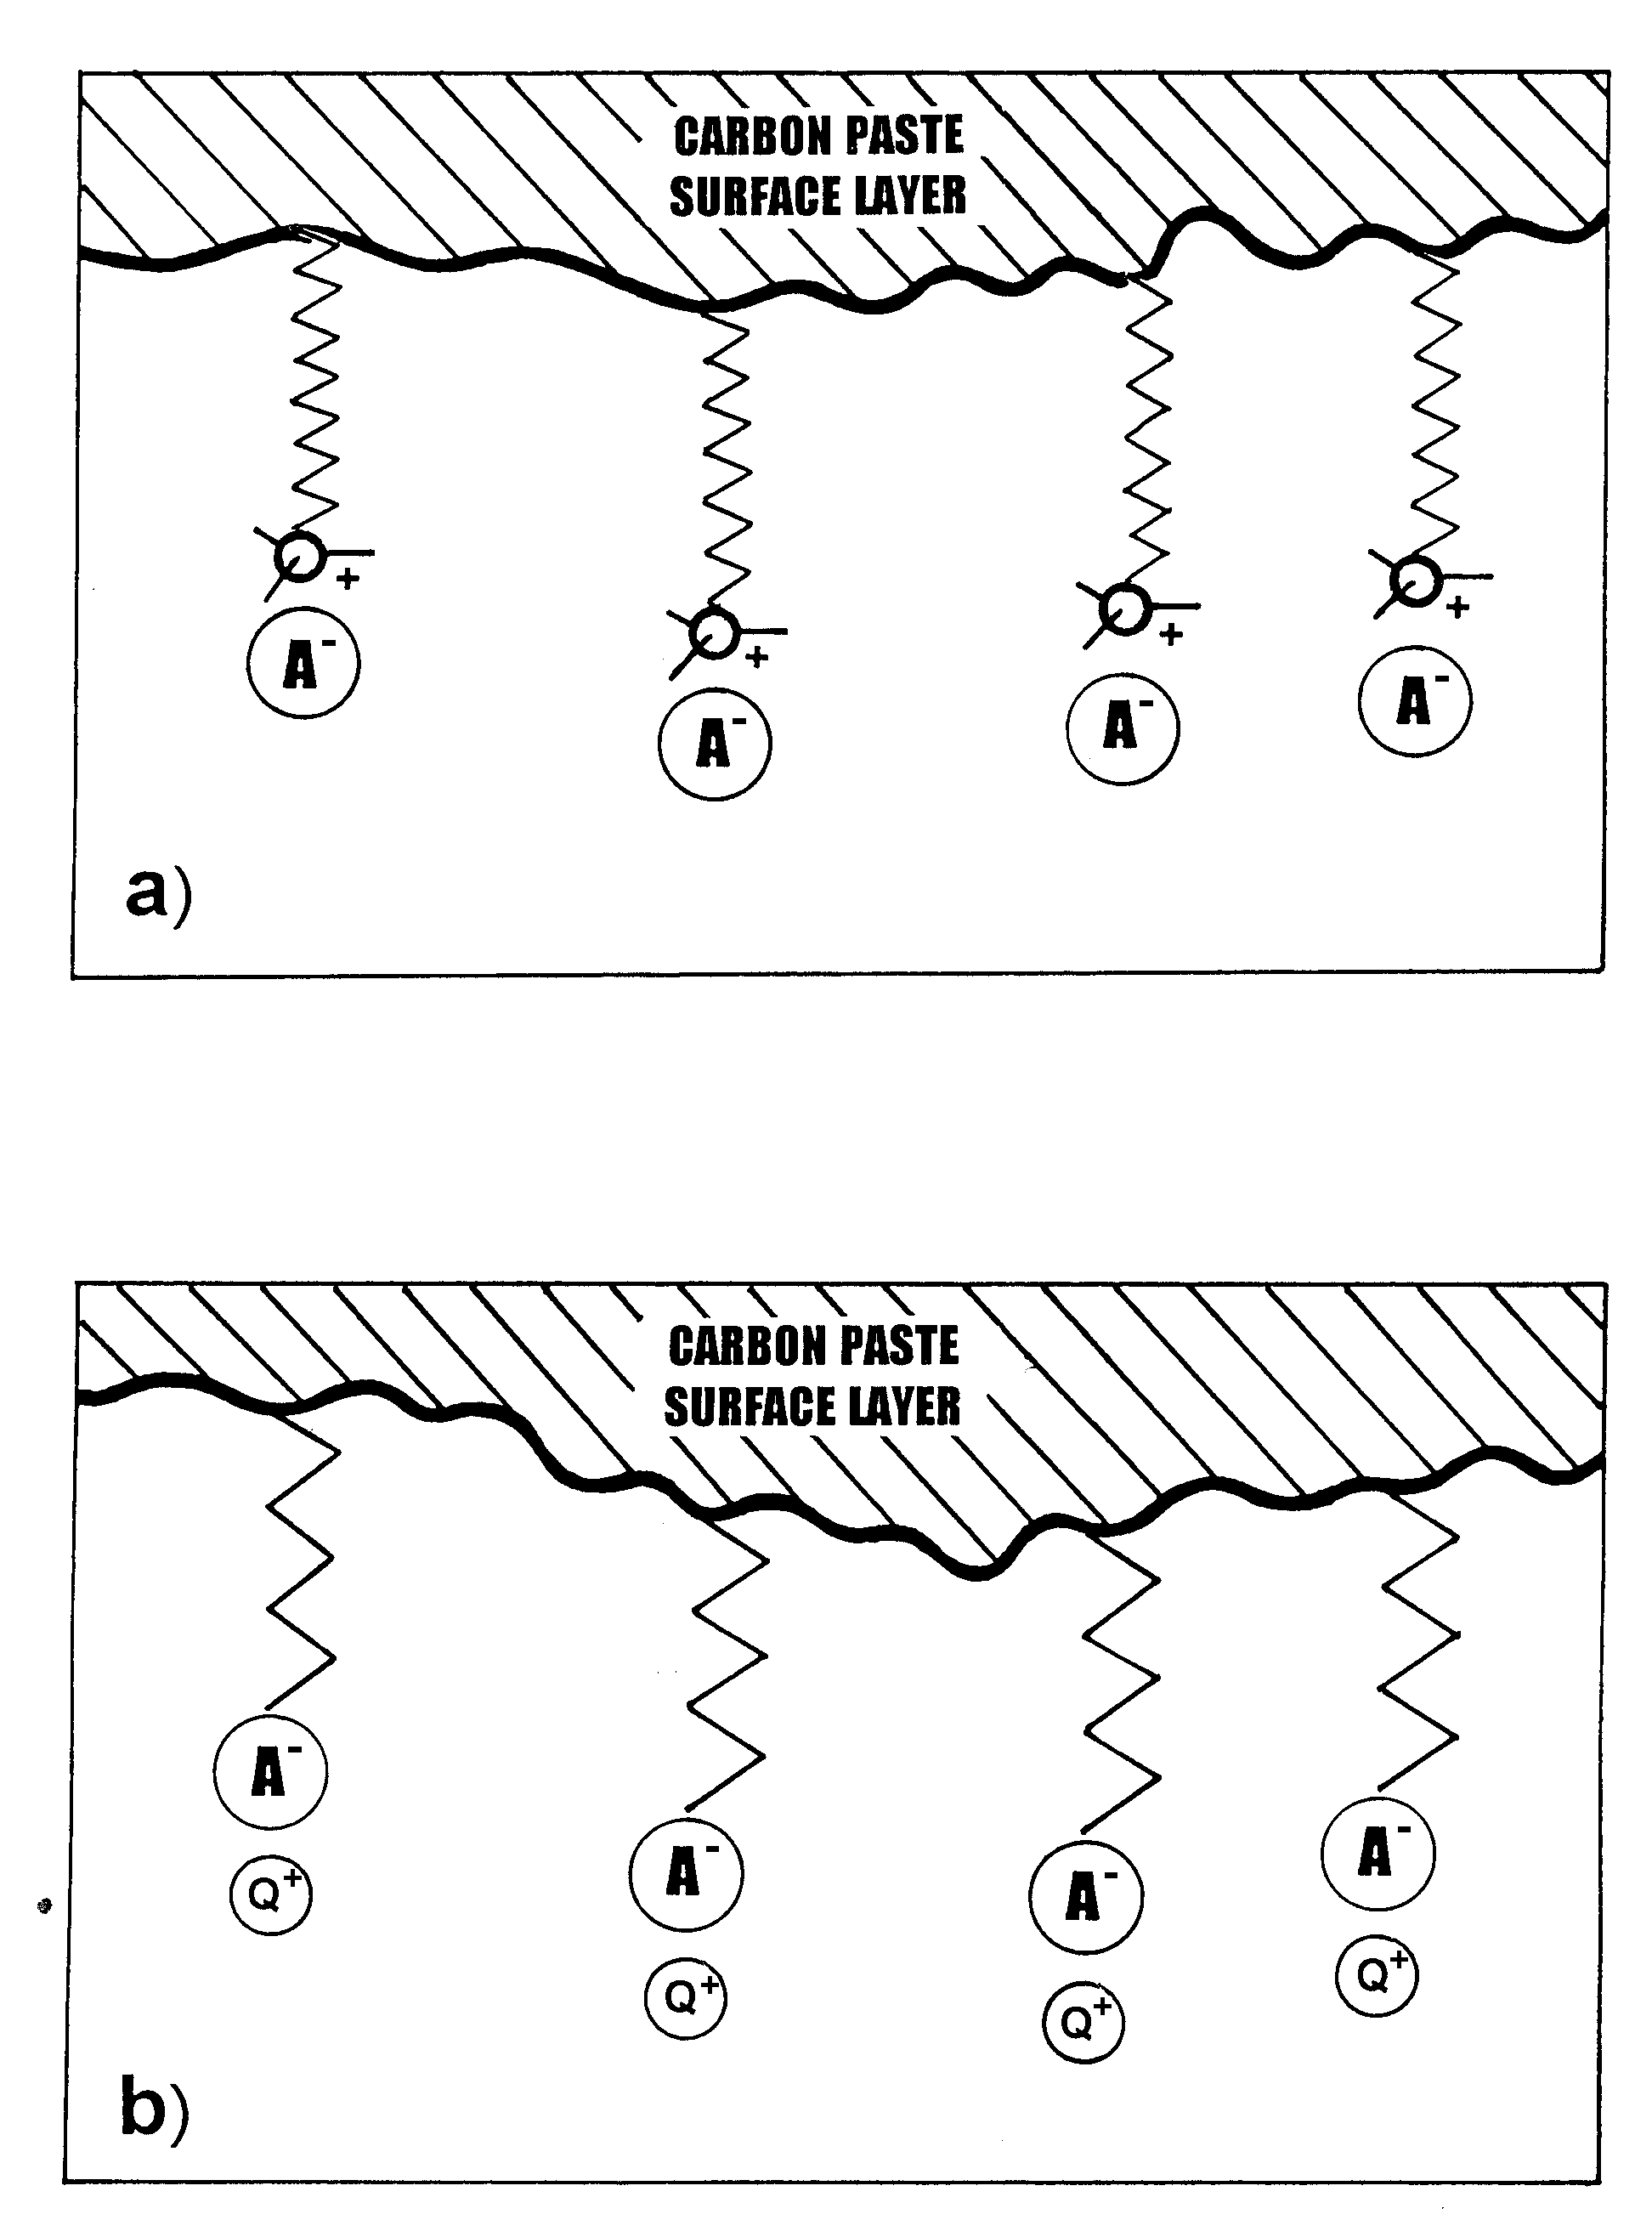 CARBON PASTE
SURFACE LAYER
+
+
+
+
A⁻
A⁻
A⁻
A⁻
a)
CARBON PASTE
SURFACE LAYER
A⁻
A⁻
A⁻
A⁻
Q⁺
Q⁺
Q⁺
Q⁺
b)